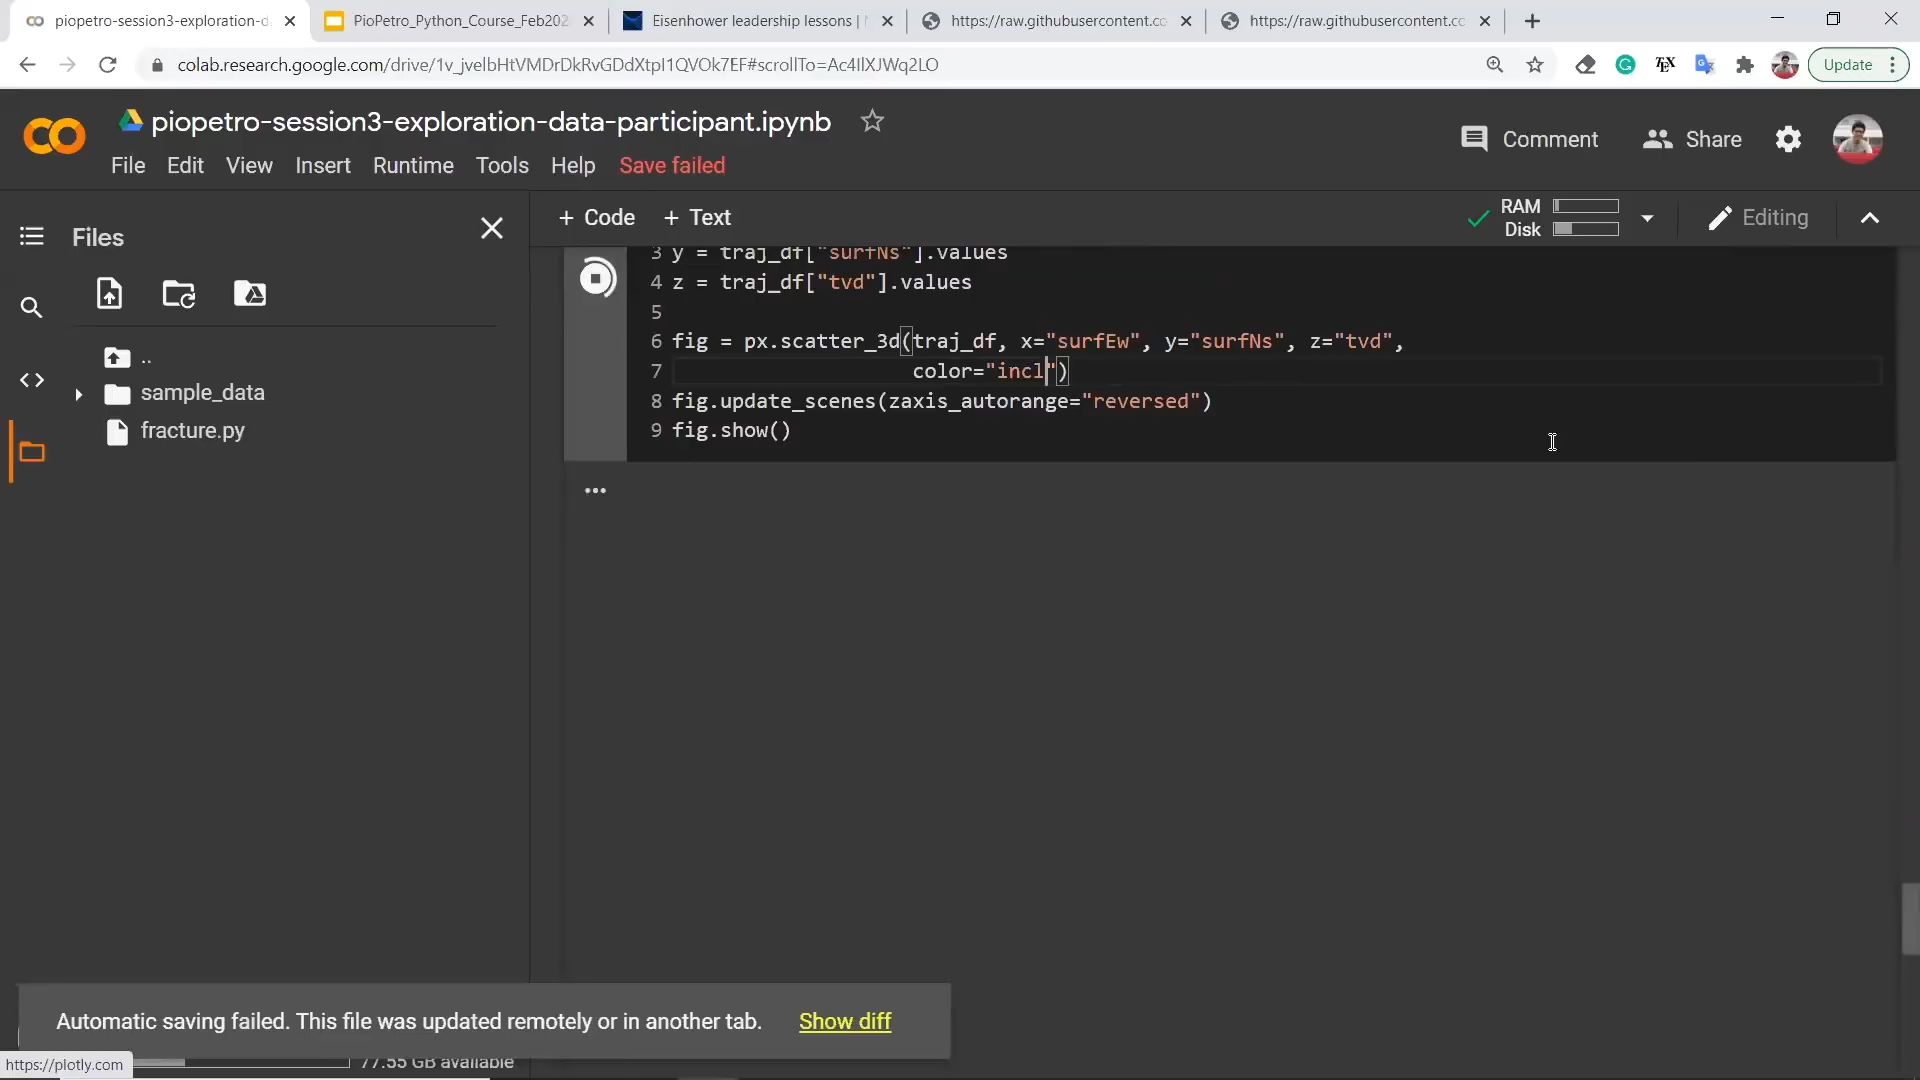 piopetro-session3-exploration-d
PioPetro_Python_Course_Feb202
Eisenhower leadership lessons |
https://raw.githubusercontent.co
https://raw.githubusercontent.cc
colab.research.google.com/drive/1v_jvelbHtVMDrDkRvGDdXtpI1QVOk7EF#scrollTo=Ac4IlXJWq2LO
TEX
Update
piopetro-session3-exploration-data-participant.ipynb
Comment
Share
File Edit View Insert Runtime Tools Help Save failed
+ Code + Text
RAM
Disk
Editing
Files
..
sample_data
fracture.py
3 y = traj_df["surfNs"].values
4 z = traj_df["tvd"].values
5
6 fig = px.scatter_3d(traj_df, x="surfEw", y="surfNs", z="tvd",
7 color="incl")
8 fig.update_scenes(zaxis_autorange="reversed")
9 fig.show()
...
Automatic saving failed. This file was updated remotely or in another tab. Show diff
77.55 GB available
https://plotly.com